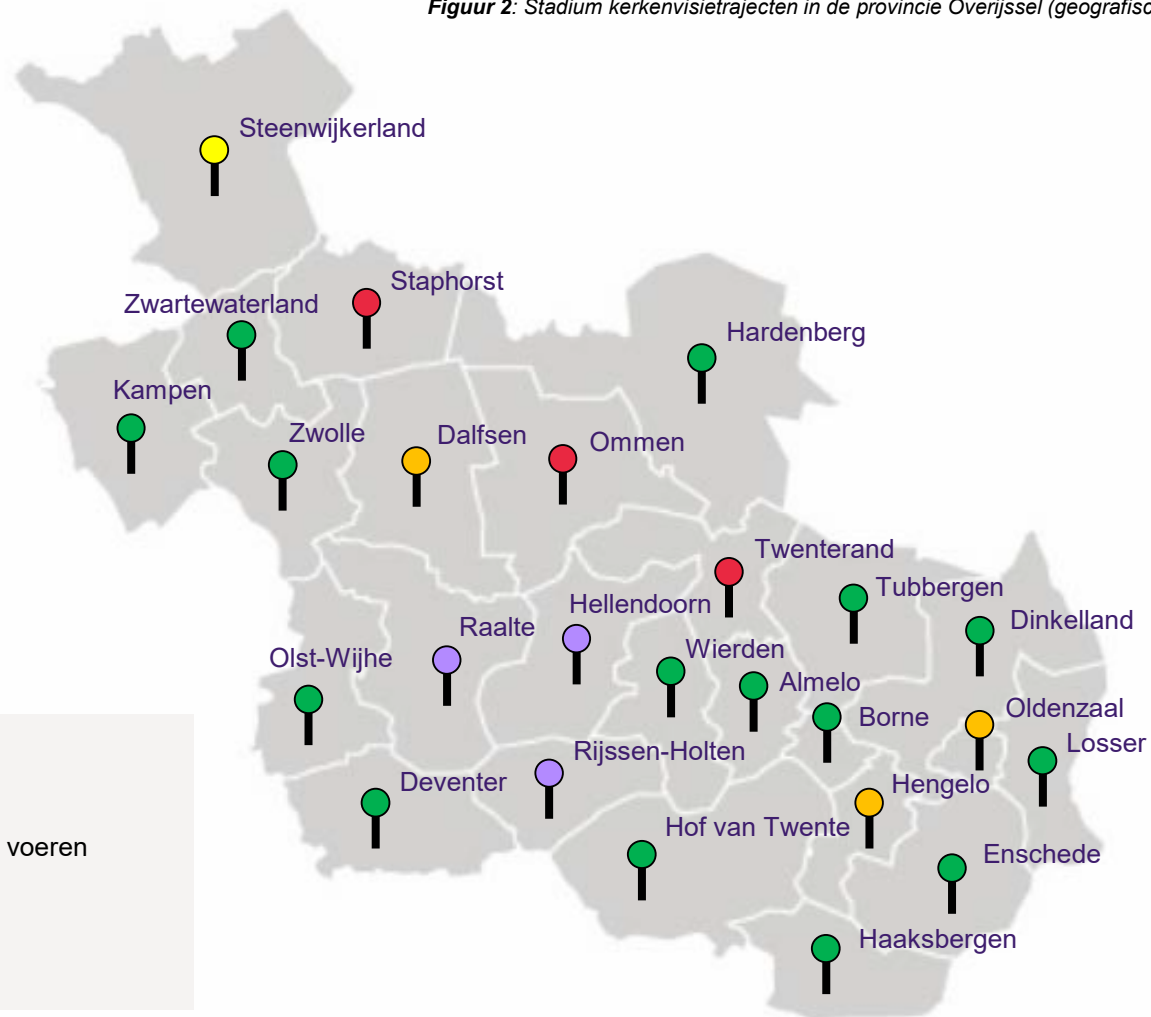 Figuur 2: Stadium kerkenvisietrajecten in de provincie Overijssel (geografisc
Steenwijkerland
Staphorst
Zwartewaterland
Hardenberg
Kampen
Zwolle
Dalfsen
Ommen
Twenterand
Tubbergen
Hellendoorn
Dinkelland
Raalte
Wierden
Olst-Wijhe
Almelo
Oldenzaal
Borne
Losser
Rijssen-Holten
Deventer
Hengelo
Hof van Twente
voeren
Enschede
Haaksbergen